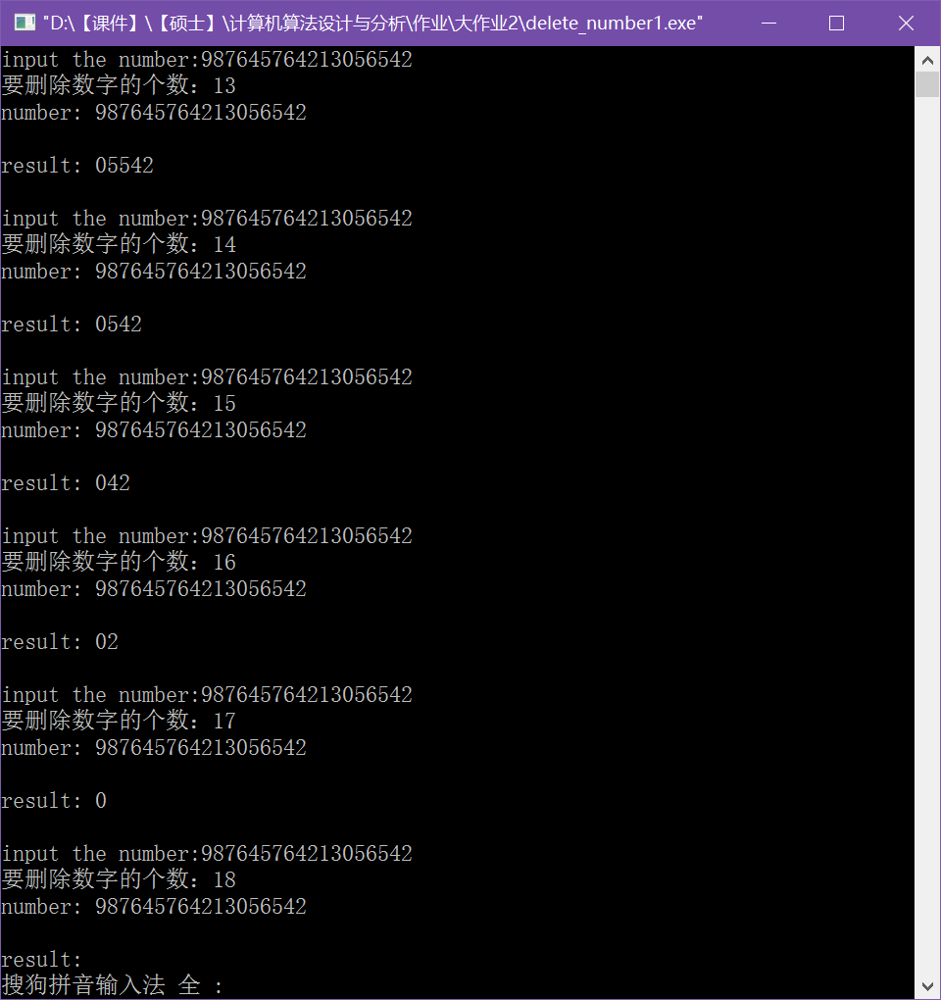 "D:\【课件】\【硕士】\计算机算法设计与分析\作业\大作业2\delete_number1.exe"
input the number:987645764213056542
要删除数字的个数：13
number: 987645764213056542
result: 05542
input the number:987645764213056542
要删除数字的个数：14
number: 987645764213056542
result: 0542
input the number:987645764213056542
要删除数字的个数：15
number: 987645764213056542
result: 042
input the number:987645764213056542
要删除数字的个数：16
number: 987645764213056542
result: 02
input the number:987645764213056542
要删除数字的个数：17
number: 987645764213056542
result: 0
input the number:987645764213056542
要删除数字的个数：18
number: 987645764213056542
result:
搜狗拼音输入法 全 :